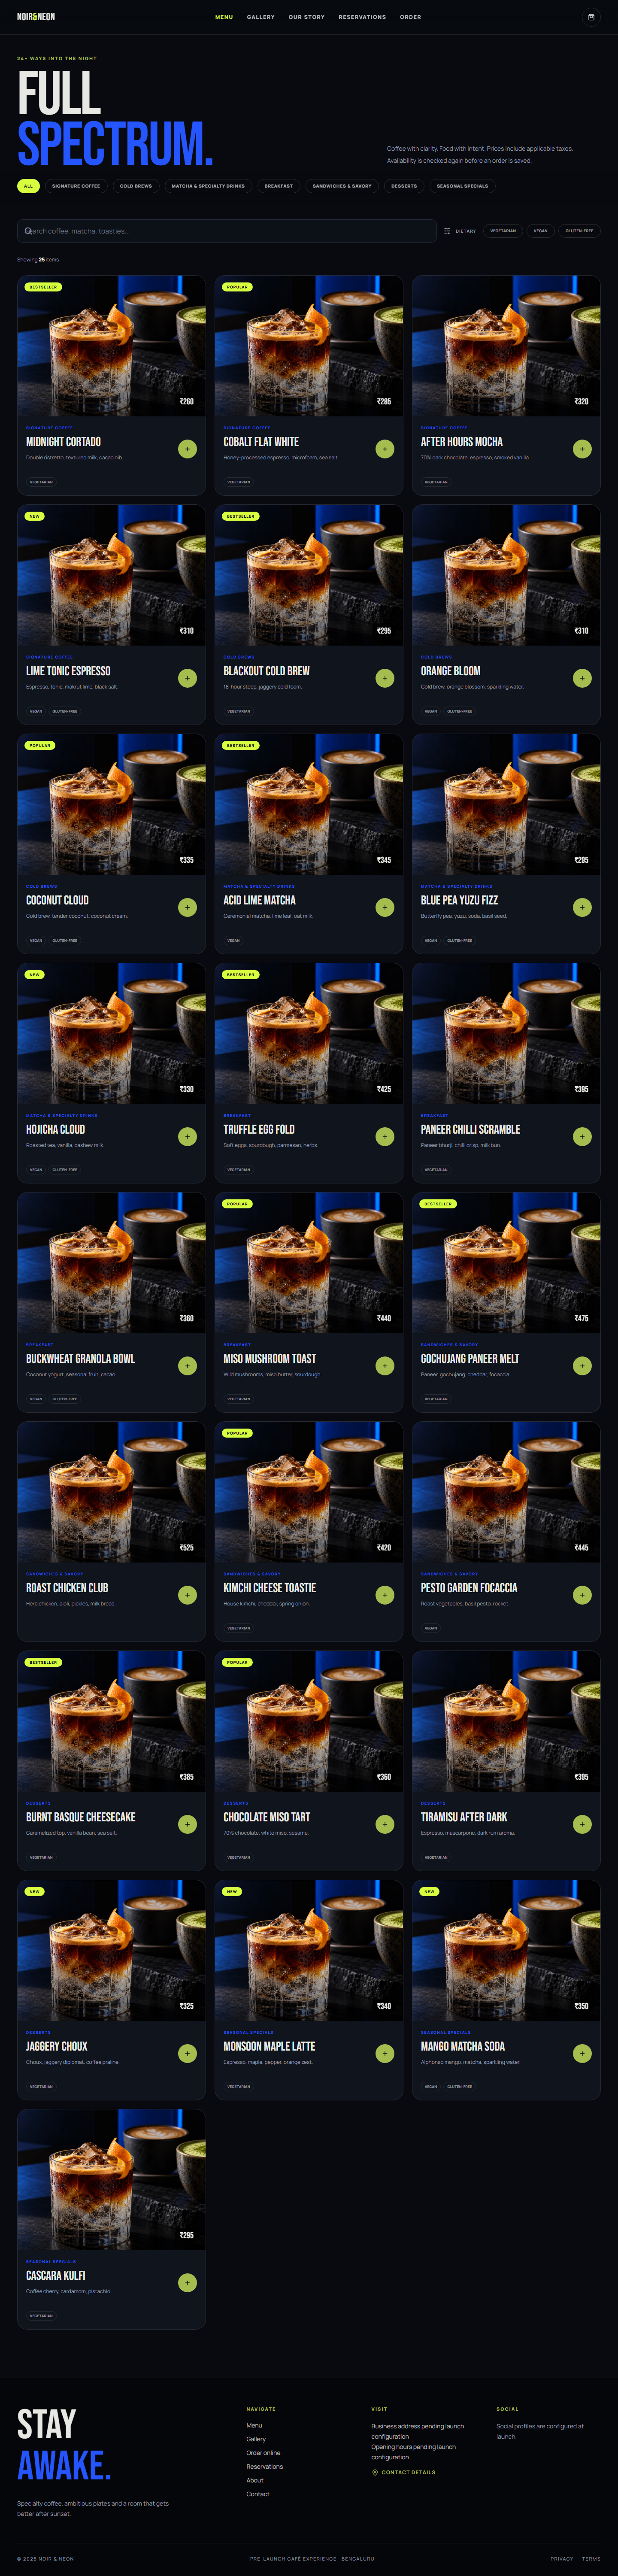 NOIR&NEON
MENU
GALLERY
OUR STORY
RESERVATIONS
ORDER
24+ WAYS INTO THE NIGHT
FULL
SPECTRUM.
Coffee with clarity. Food with intent. Prices include applicable taxes.
Availability is checked again before an order is saved.
ALL
SIGNATURE COFFEE
COLD BREWS
MATCHA & SPECIALTY DRINKS
BREAKFAST
SANDWICHES & SAVORY
DESSERTS
SEASONAL SPECIALS
Search coffee, matcha, toasties...
DIETARY
VEGETARIAN
VEGAN
GLUTEN-FREE
Showing 25 items
BESTSELLER
₹260
SIGNATURE COFFEE
MIDNIGHT CORTADO
Double ristretto, textured milk, cacao nib.
VEGETARIAN
POPULAR
₹285
SIGNATURE COFFEE
COBALT FLAT WHITE
Honey-processed espresso, microfoam, sea salt.
VEGETARIAN
₹320
SIGNATURE COFFEE
AFTER HOURS MOCHA
70% dark chocolate, espresso, smoked vanilla.
VEGETARIAN
NEW
₹310
SIGNATURE COFFEE
LIME TONIC ESPRESSO
Espresso, tonic, makrut lime, black salt.
VEGAN
GLUTEN-FREE
BESTSELLER
₹295
COLD BREWS
BLACKOUT COLD BREW
18-hour steep, jaggery cold foam.
VEGETARIAN
₹310
COLD BREWS
ORANGE BLOOM
Cold brew, orange blossom, sparkling water.
VEGAN
GLUTEN-FREE
POPULAR
₹335
COLD BREWS
COCONUT CLOUD
Cold brew, tender coconut, coconut cream.
VEGAN
GLUTEN-FREE
BESTSELLER
₹345
MATCHA & SPECIALTY DRINKS
ACID LIME MATCHA
Ceremonial matcha, lime leaf, oat milk.
VEGAN
₹295
MATCHA & SPECIALTY DRINKS
BLUE PEA YUZU FIZZ
Butterfly pea, yuzu, soda, basil seed.
VEGAN
GLUTEN-FREE
NEW
₹330
MATCHA & SPECIALTY DRINKS
HOJICHA CLOUD
Roasted tea, vanilla, cashew milk.
VEGAN
GLUTEN-FREE
BESTSELLER
₹425
BREAKFAST
TRUFFLE EGG FOLD
Soft eggs, sourdough, parmesan, herbs.
VEGETARIAN
₹395
BREAKFAST
PANEER CHILLI SCRAMBLE
Paneer bhurji, chilli crisp, milk bun.
VEGETARIAN
₹360
BREAKFAST
BUCKWHEAT GRANOLA BOWL
Coconut yogurt, seasonal fruit, cacao.
VEGAN
GLUTEN-FREE
POPULAR
₹440
BREAKFAST
MISO MUSHROOM TOAST
Wild mushrooms, miso butter, sourdough.
VEGETARIAN
BESTSELLER
₹475
SANDWICHES & SAVORY
GOCHUJANG PANEER MELT
Paneer, gochujang, cheddar, focaccia.
VEGETARIAN
₹525
SANDWICHES & SAVORY
ROAST CHICKEN CLUB
Herb chicken, aioli, pickles, milk bread.
POPULAR
₹420
SANDWICHES & SAVORY
KIMCHI CHEESE TOASTIE
House kimchi, cheddar, spring onion.
VEGETARIAN
₹445
SANDWICHES & SAVORY
PESTO GARDEN FOCACCIA
Roast vegetables, basil pesto, rocket.
VEGAN
BESTSELLER
₹385
DESSERTS
BURNT BASQUE CHEESECAKE
Caramelized top, vanilla bean, sea salt.
VEGETARIAN
POPULAR
₹360
DESSERTS
CHOCOLATE MISO TART
70% chocolate, white miso, sesame.
VEGETARIAN
₹395
DESSERTS
TIRAMISU AFTER DARK
Espresso, mascarpone, dark rum aroma.
VEGETARIAN
NEW
₹325
DESSERTS
JAGGERY CHOUX
Choux, jaggery diplomat, coffee praline.
VEGETARIAN
NEW
₹340
SEASONAL SPECIALS
MONSOON MAPLE LATTE
Espresso, maple, pepper, orange zest.
VEGETARIAN
NEW
₹350
SEASONAL SPECIALS
MANGO MATCHA SODA
Alphonso mango, matcha, sparkling water.
VEGAN
GLUTEN-FREE
₹295
SEASONAL SPECIALS
CASCARA KULFI
Coffee cherry, cardamom, pistachio.
VEGETARIAN
STAY
AWAKE.
Specialty coffee, ambitious plates and a room that gets
better after sunset.
NAVIGATE
Menu
Gallery
Order online
Reservations
About
Contact
VISIT
Business address pending launch
configuration
Opening hours pending launch
configuration
CONTACT DETAILS
SOCIAL
Social profiles are configured at
launch.
© 2026 NOIR & NEON
PRE-LAUNCH CAFÉ EXPERIENCE · BENGALURU
PRIVACY
TERMS